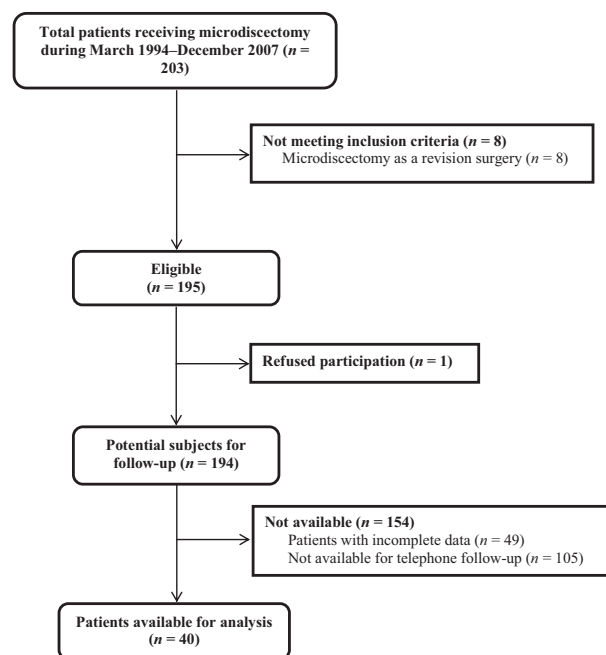 Total patients receiving microdiscectomy
during March 1994–December 2007 (n =
203)
Not meeting inclusion criteria (n = 8)
Microdiscectomy as a revision surgery (n = 8)
Eligible
(n = 195)
Refused participation (n = 1)
Potential subjects for
follow-up (n = 194)
Not available (n = 154)
Patients with incomplete data (n = 49)
Not available for telephone follow-up (n = 105)
Patients available for analysis
(n = 40)